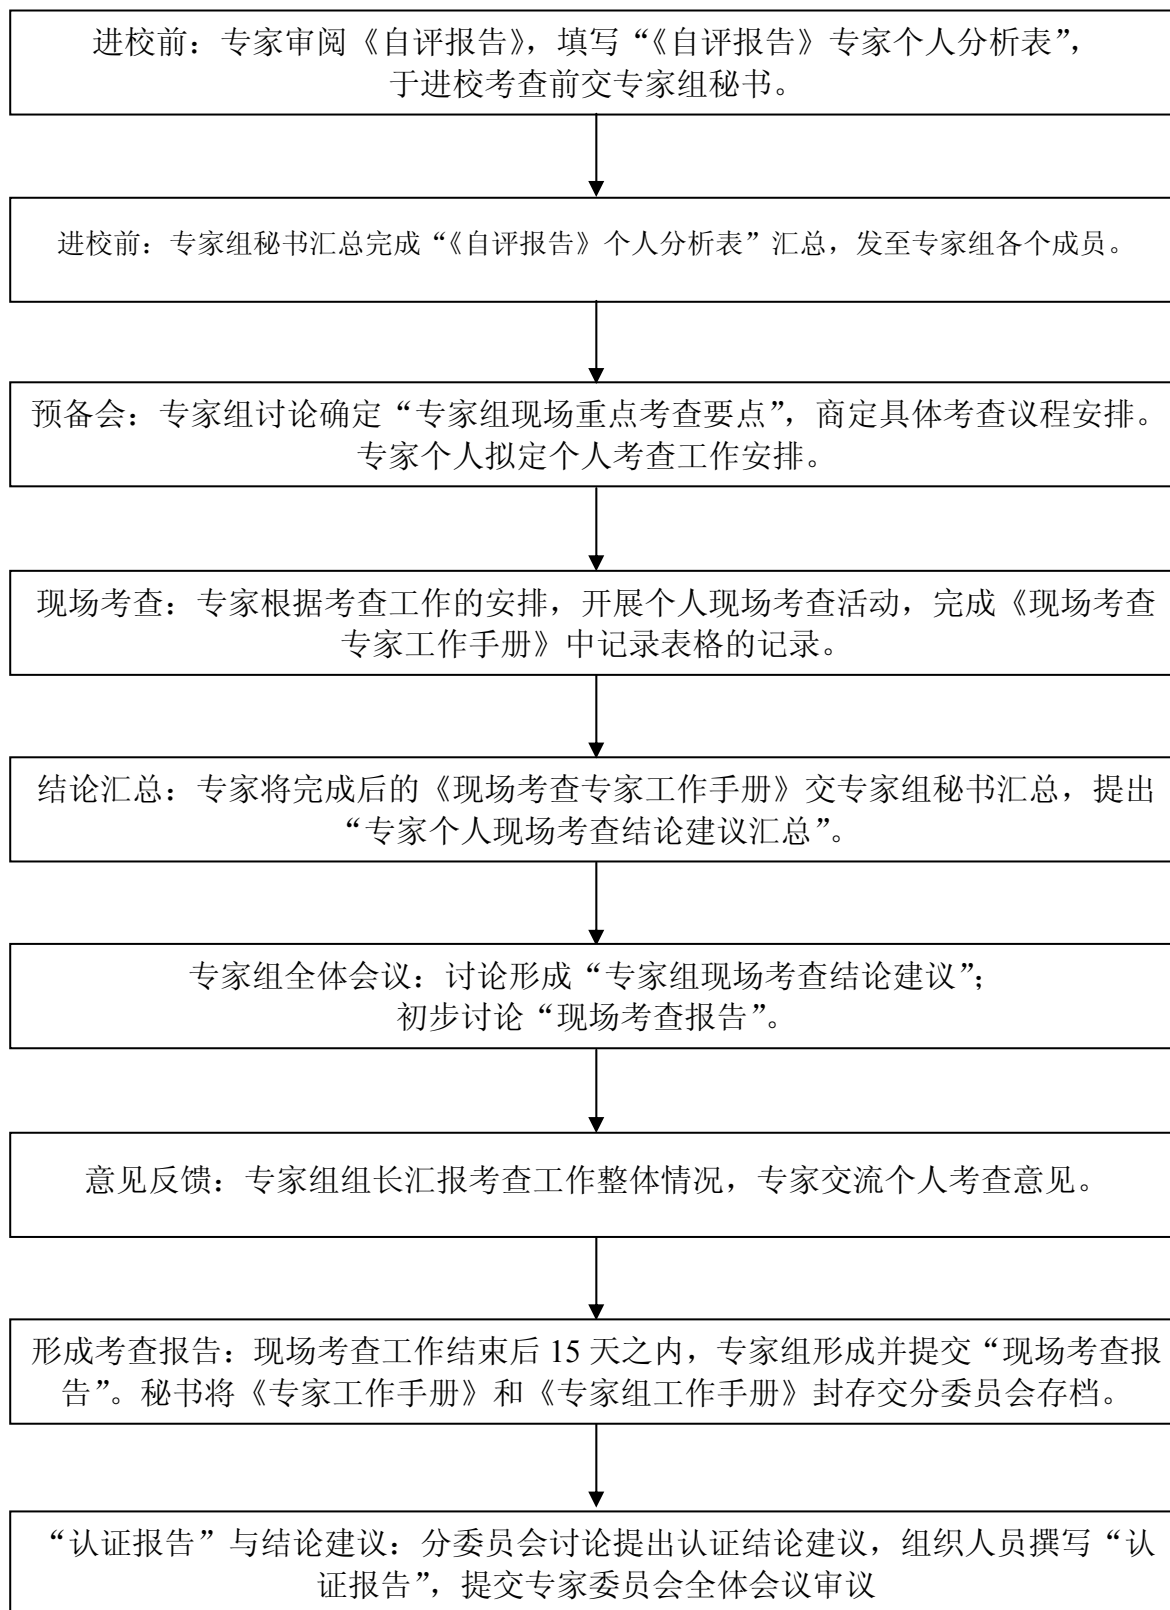 进校前：专家审阅《自评报告》，填写“《自评报告》专家个人分析表”，
于进校考查前交专家组秘书。
进校前：专家组秘书汇总完成“《自评报告》个人分析表”汇总，发至专家组各个成员。
预备会：专家组讨论确定“专家组现场重点考查要点”，商定具体考查议程安排。
专家个人拟定个人考查工作安排。
现场考查：专家根据考查工作的安排，开展个人现场考查活动，完成《现场考查
专家工作手册》中记录表格的记录。
结论汇总：专家将完成后的《现场考查专家工作手册》交专家组秘书汇总，提出
“专家个人现场考查结论建议汇总”。
专家组全体会议：讨论形成“专家组现场考查结论建议”；
初步讨论“现场考查报告”。
意见反馈：专家组组长汇报考查工作整体情况，专家交流个人考查意见。
形成考查报告：现场考查工作结束后 15 天之内，专家组形成并提交“现场考查报
告”。秘书将《专家工作手册》和《专家组工作手册》封存交分委员会存档。
“认证报告”与结论建议：分委员会讨论提出认证结论建议，组织人员撰写“认
证报告”，提交专家委员会全体会议审议